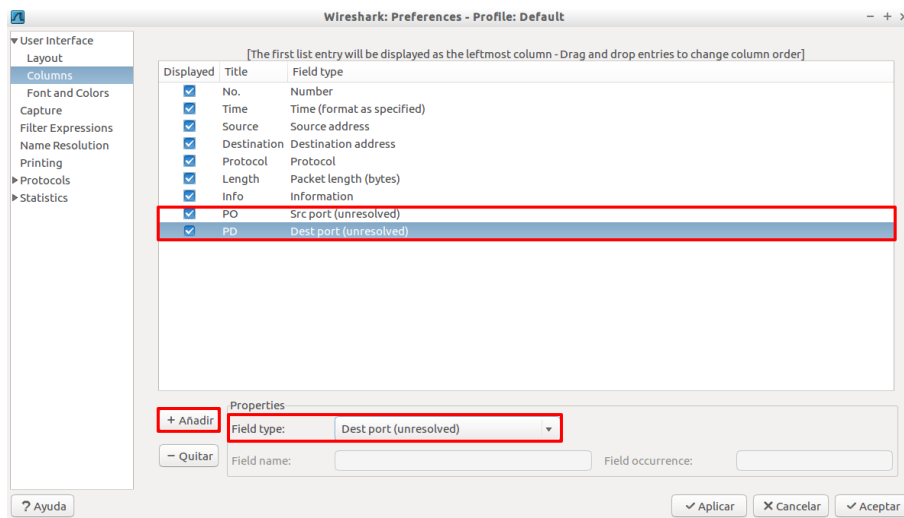 Wireshark: Preferences - Profile: Default
User Interface
Layout
Columns
Font and Colors
Capture
Filter Expressions
Name Resolution
Printing
Protocols
Statistics
[The first list entry will be displayed as the leftmost column - Drag and drop entries to change column order]
Displayed Title Field type
No. Number
Time Time (format as specified)
Source Source address
Destination Destination address
Protocol Protocol
Length Packet length (bytes)
Info Information
PO Src port (unresolved)
PD Dest port (unresolved)
+ Añadir
− Quitar
Properties
Field type: Dest port (unresolved)
Field name: Field occurrence:
? Ayuda
Aplicar
Cancelar
Aceptar